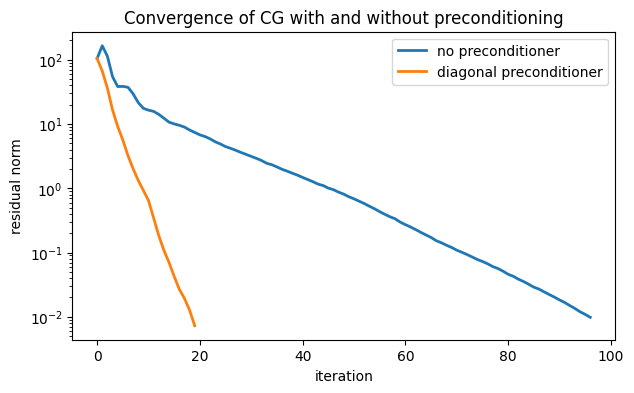 Convergence of CG with and without preconditioning
no preconditioner
diagonal preconditioner
residual norm
10²
10¹
10⁰
10⁻¹
10⁻²
0 20 40 60 80 100
iteration